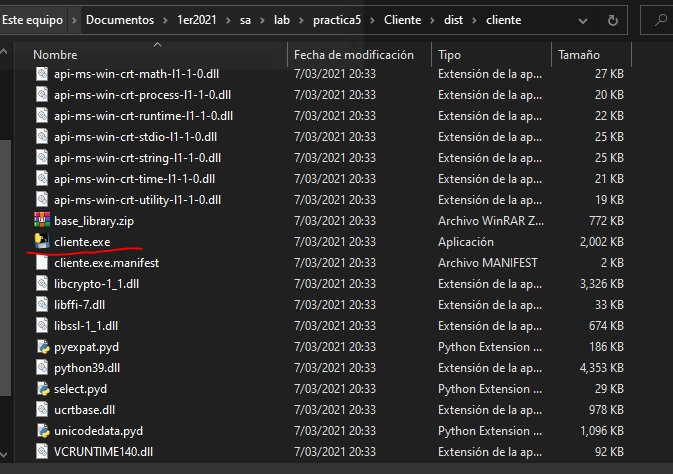 Este equipo > Documentos > 1er2021 > sa > lab > practica5 > Cliente > dist > cliente
Nombre Fecha de modificación Tipo Tamaño
api-ms-win-crt-math-l1-1-0.dll 7/03/2021 20:33 Extensión de la ap... 27 KB
api-ms-win-crt-process-l1-1-0.dll 7/03/2021 20:33 Extensión de la ap... 20 KB
api-ms-win-crt-runtime-l1-1-0.dll 7/03/2021 20:33 Extensión de la ap... 22 KB
api-ms-win-crt-stdio-l1-1-0.dll 7/03/2021 20:33 Extensión de la ap... 25 KB
api-ms-win-crt-string-l1-1-0.dll 7/03/2021 20:33 Extensión de la ap... 25 KB
api-ms-win-crt-time-l1-1-0.dll 7/03/2021 20:33 Extensión de la ap... 21 KB
api-ms-win-crt-utility-l1-1-0.dll 7/03/2021 20:33 Extensión de la ap... 19 KB
base_library.zip 7/03/2021 20:33 Archivo WinRAR Z... 772 KB
cliente.exe 7/03/2021 20:33 Aplicación 2,002 KB
cliente.exe.manifest 7/03/2021 20:33 Archivo MANIFEST 2 KB
libcrypto-1_1.dll 7/03/2021 20:33 Extensión de la ap... 3,326 KB
libffi-7.dll 7/03/2021 20:33 Extensión de la ap... 33 KB
libssl-1_1.dll 7/03/2021 20:33 Extensión de la ap... 674 KB
pyexpat.pyd 7/03/2021 20:33 Python Extension ... 186 KB
python39.dll 7/03/2021 20:33 Extensión de la ap... 4,353 KB
select.pyd 7/03/2021 20:33 Python Extension ... 29 KB
ucrtbase.dll 7/03/2021 20:33 Extensión de la ap... 978 KB
unicodedata.pyd 7/03/2021 20:33 Python Extension ... 1,096 KB
VCRUNTIME140.dll 7/03/2021 20:33 Extensión de la ap... 92 KB